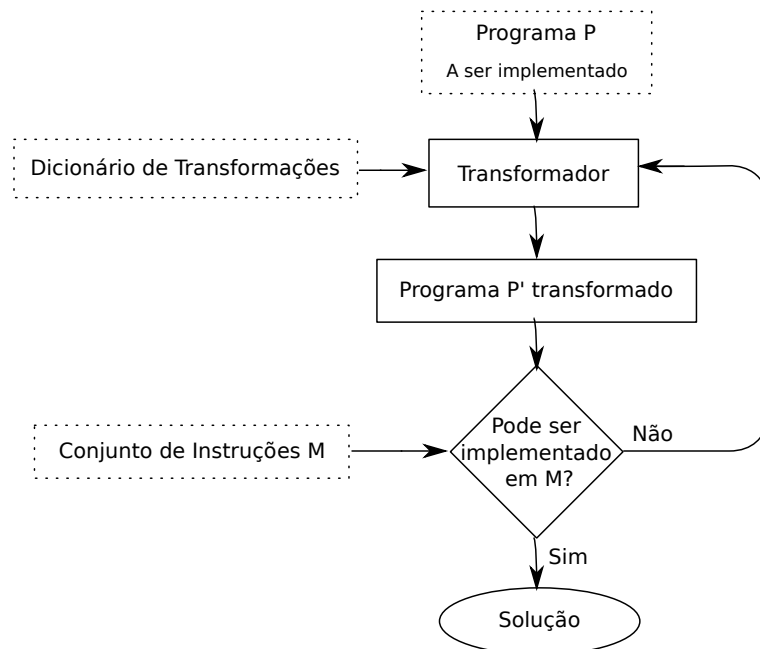 Programa P
A ser implementado
Dicionário de Transformações
Transformador
Programa P' transformado
Conjunto de Instruções M
Pode ser
implementado
em M?
Não
Sim
Solução